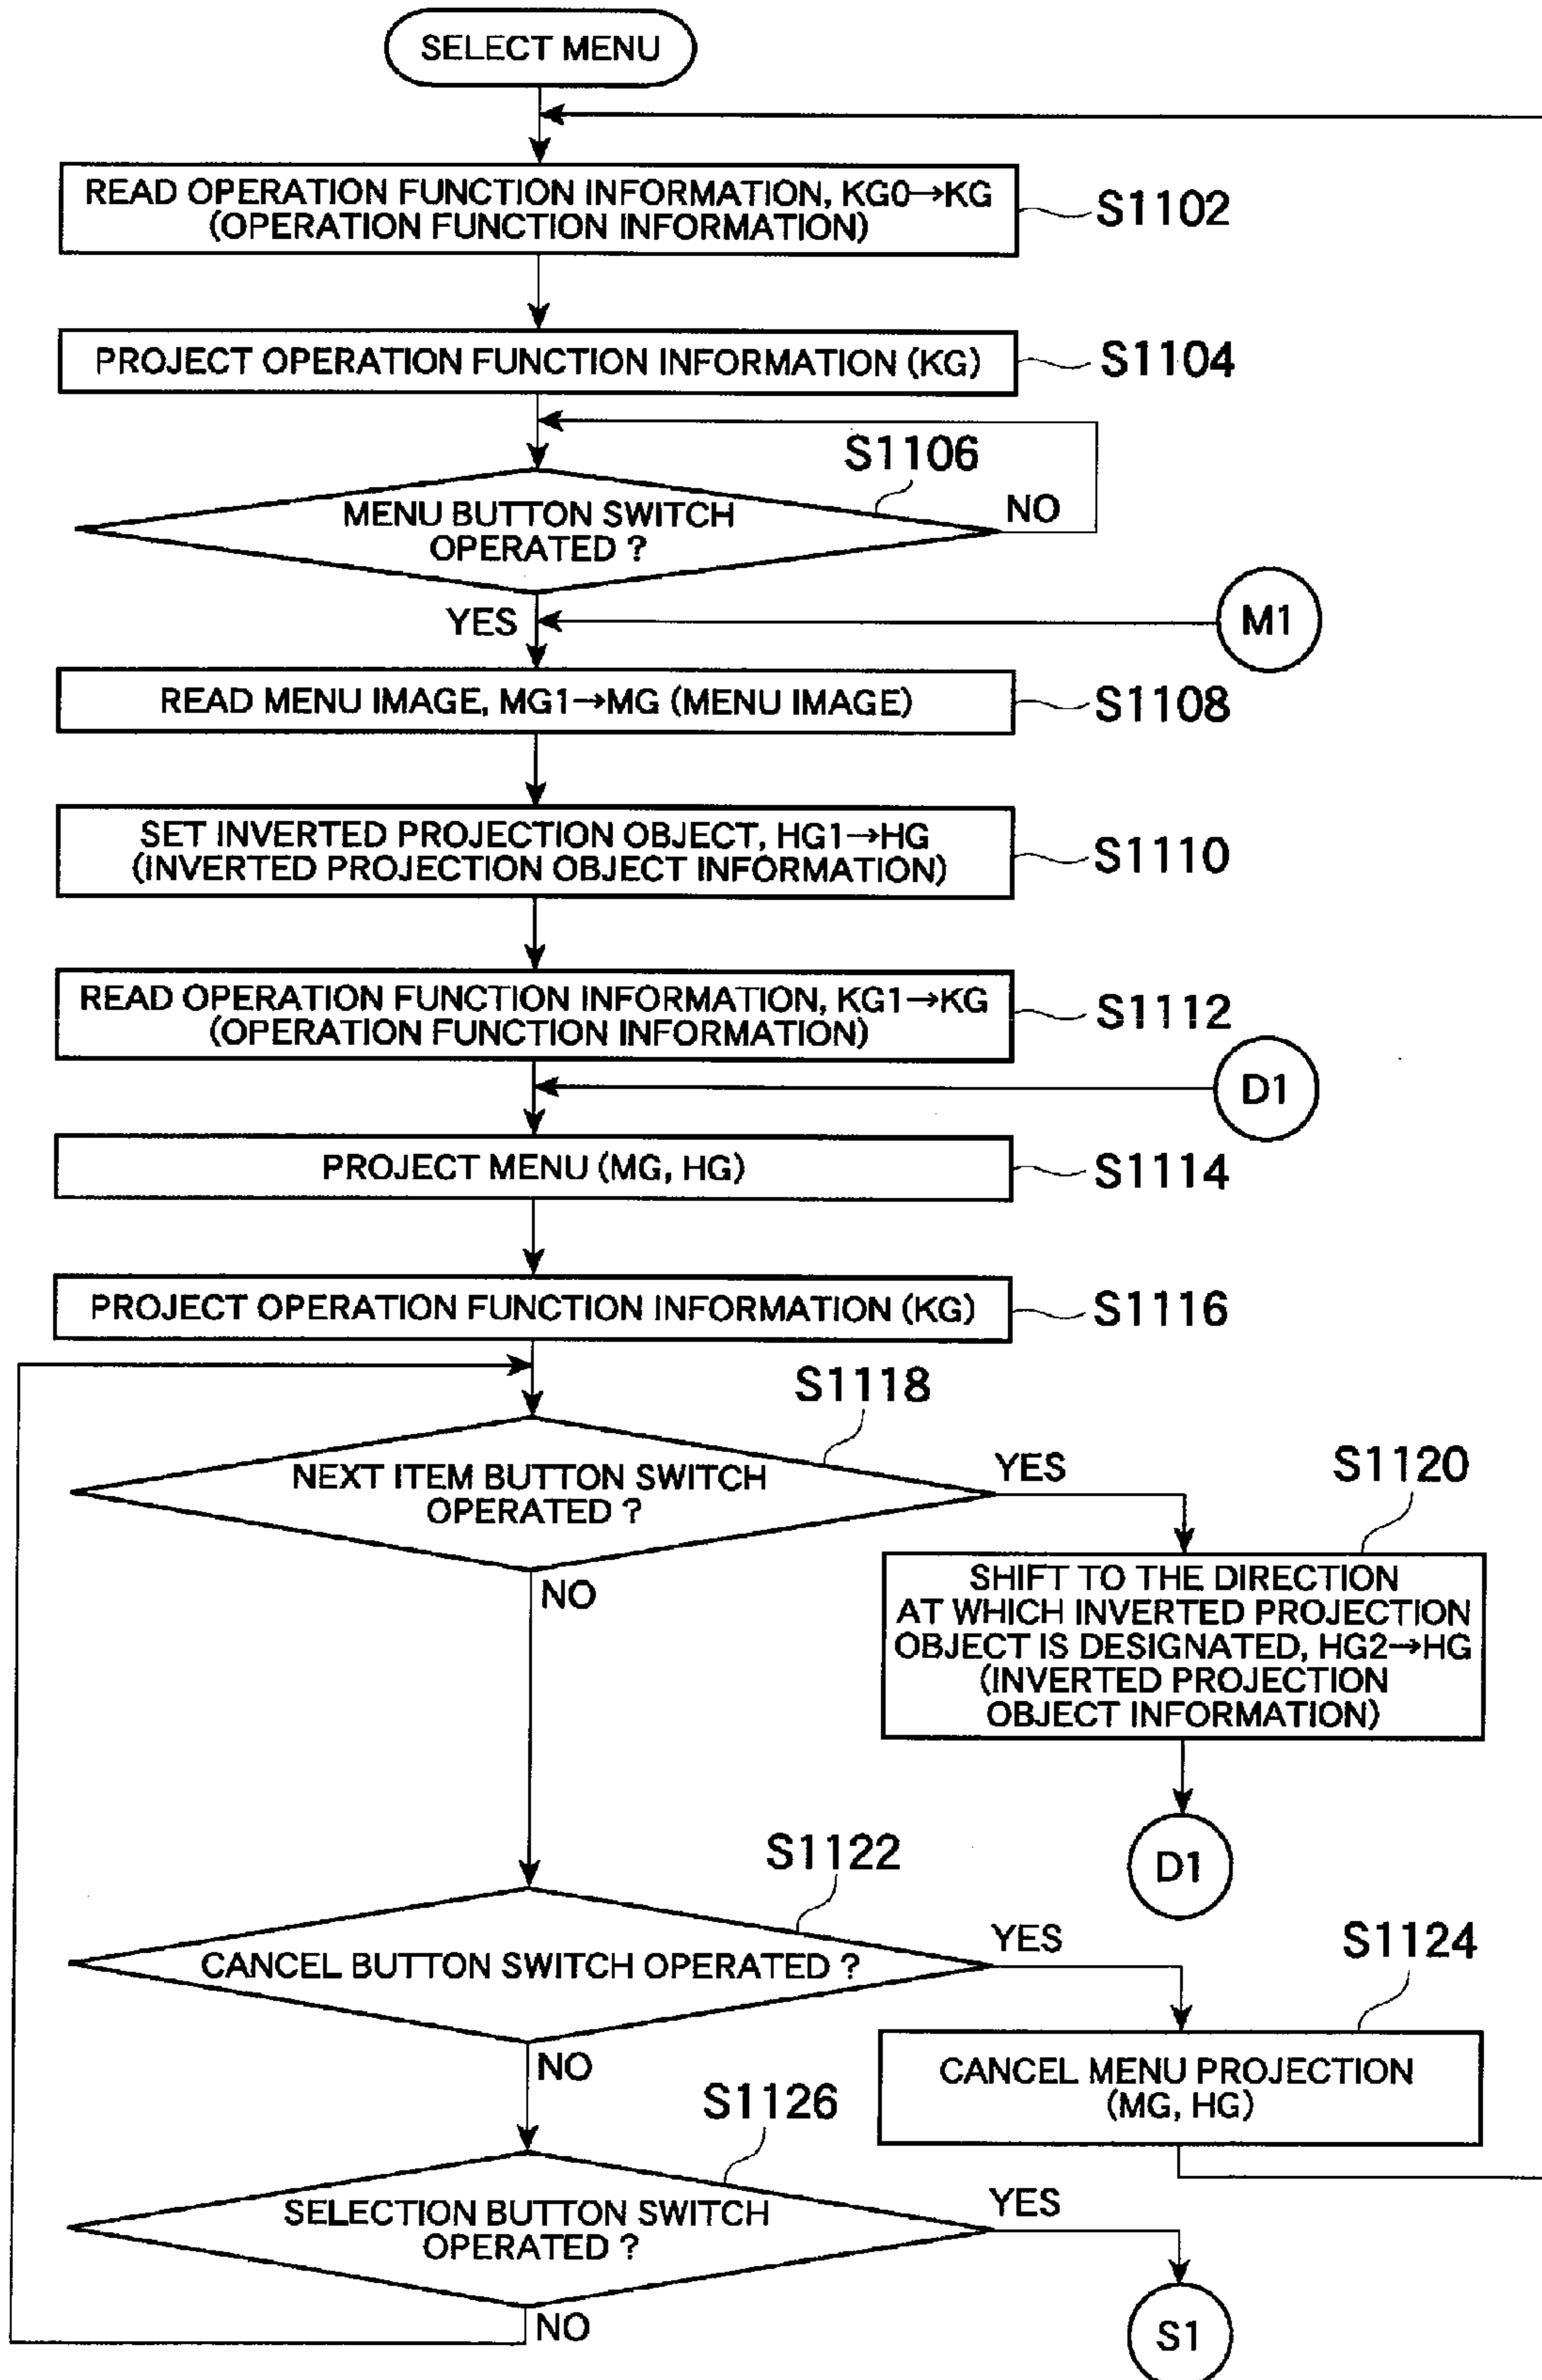 SELECT MENU
READ OPERATION FUNCTION INFORMATION, KG0→KG
(OPERATION FUNCTION INFORMATION)
S1102
PROJECT OPERATION FUNCTION INFORMATION (KG)
S1104
S1106
MENU BUTTON SWITCH
OPERATED ?
NO
YES
M1
READ MENU IMAGE, MG1→MG (MENU IMAGE)
S1108
SET INVERTED PROJECTION OBJECT, HG1→HG
(INVERTED PROJECTION OBJECT INFORMATION)
S1110
READ OPERATION FUNCTION INFORMATION, KG1→KG
(OPERATION FUNCTION INFORMATION)
S1112
D1
PROJECT MENU (MG, HG)
S1114
PROJECT OPERATION FUNCTION INFORMATION (KG)
S1116
S1118
NEXT ITEM BUTTON SWITCH
OPERATED ?
YES
NO
S1120
SHIFT TO THE DIRECTION
AT WHICH INVERTED PROJECTION
OBJECT IS DESIGNATED, HG2→HG
(INVERTED PROJECTION
OBJECT INFORMATION)
D1
S1122
CANCEL BUTTON SWITCH OPERATED ?
YES
NO
S1124
CANCEL MENU PROJECTION
(MG, HG)
S1126
SELECTION BUTTON SWITCH
OPERATED ?
YES
NO
S1